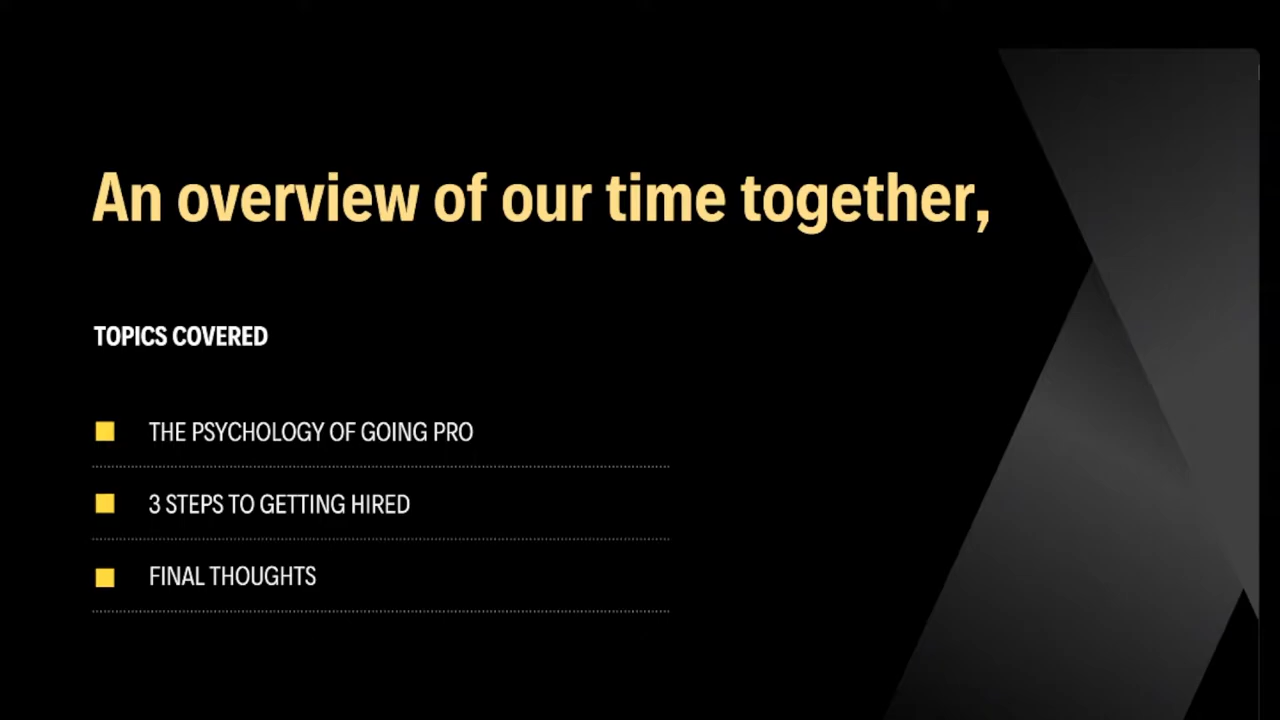 An overview of our time together,
TOPICS COVERED
THE PSYCHOLOGY OF GOING PRO
3 STEPS TO GETTING HIRED
FINAL THOUGHTS